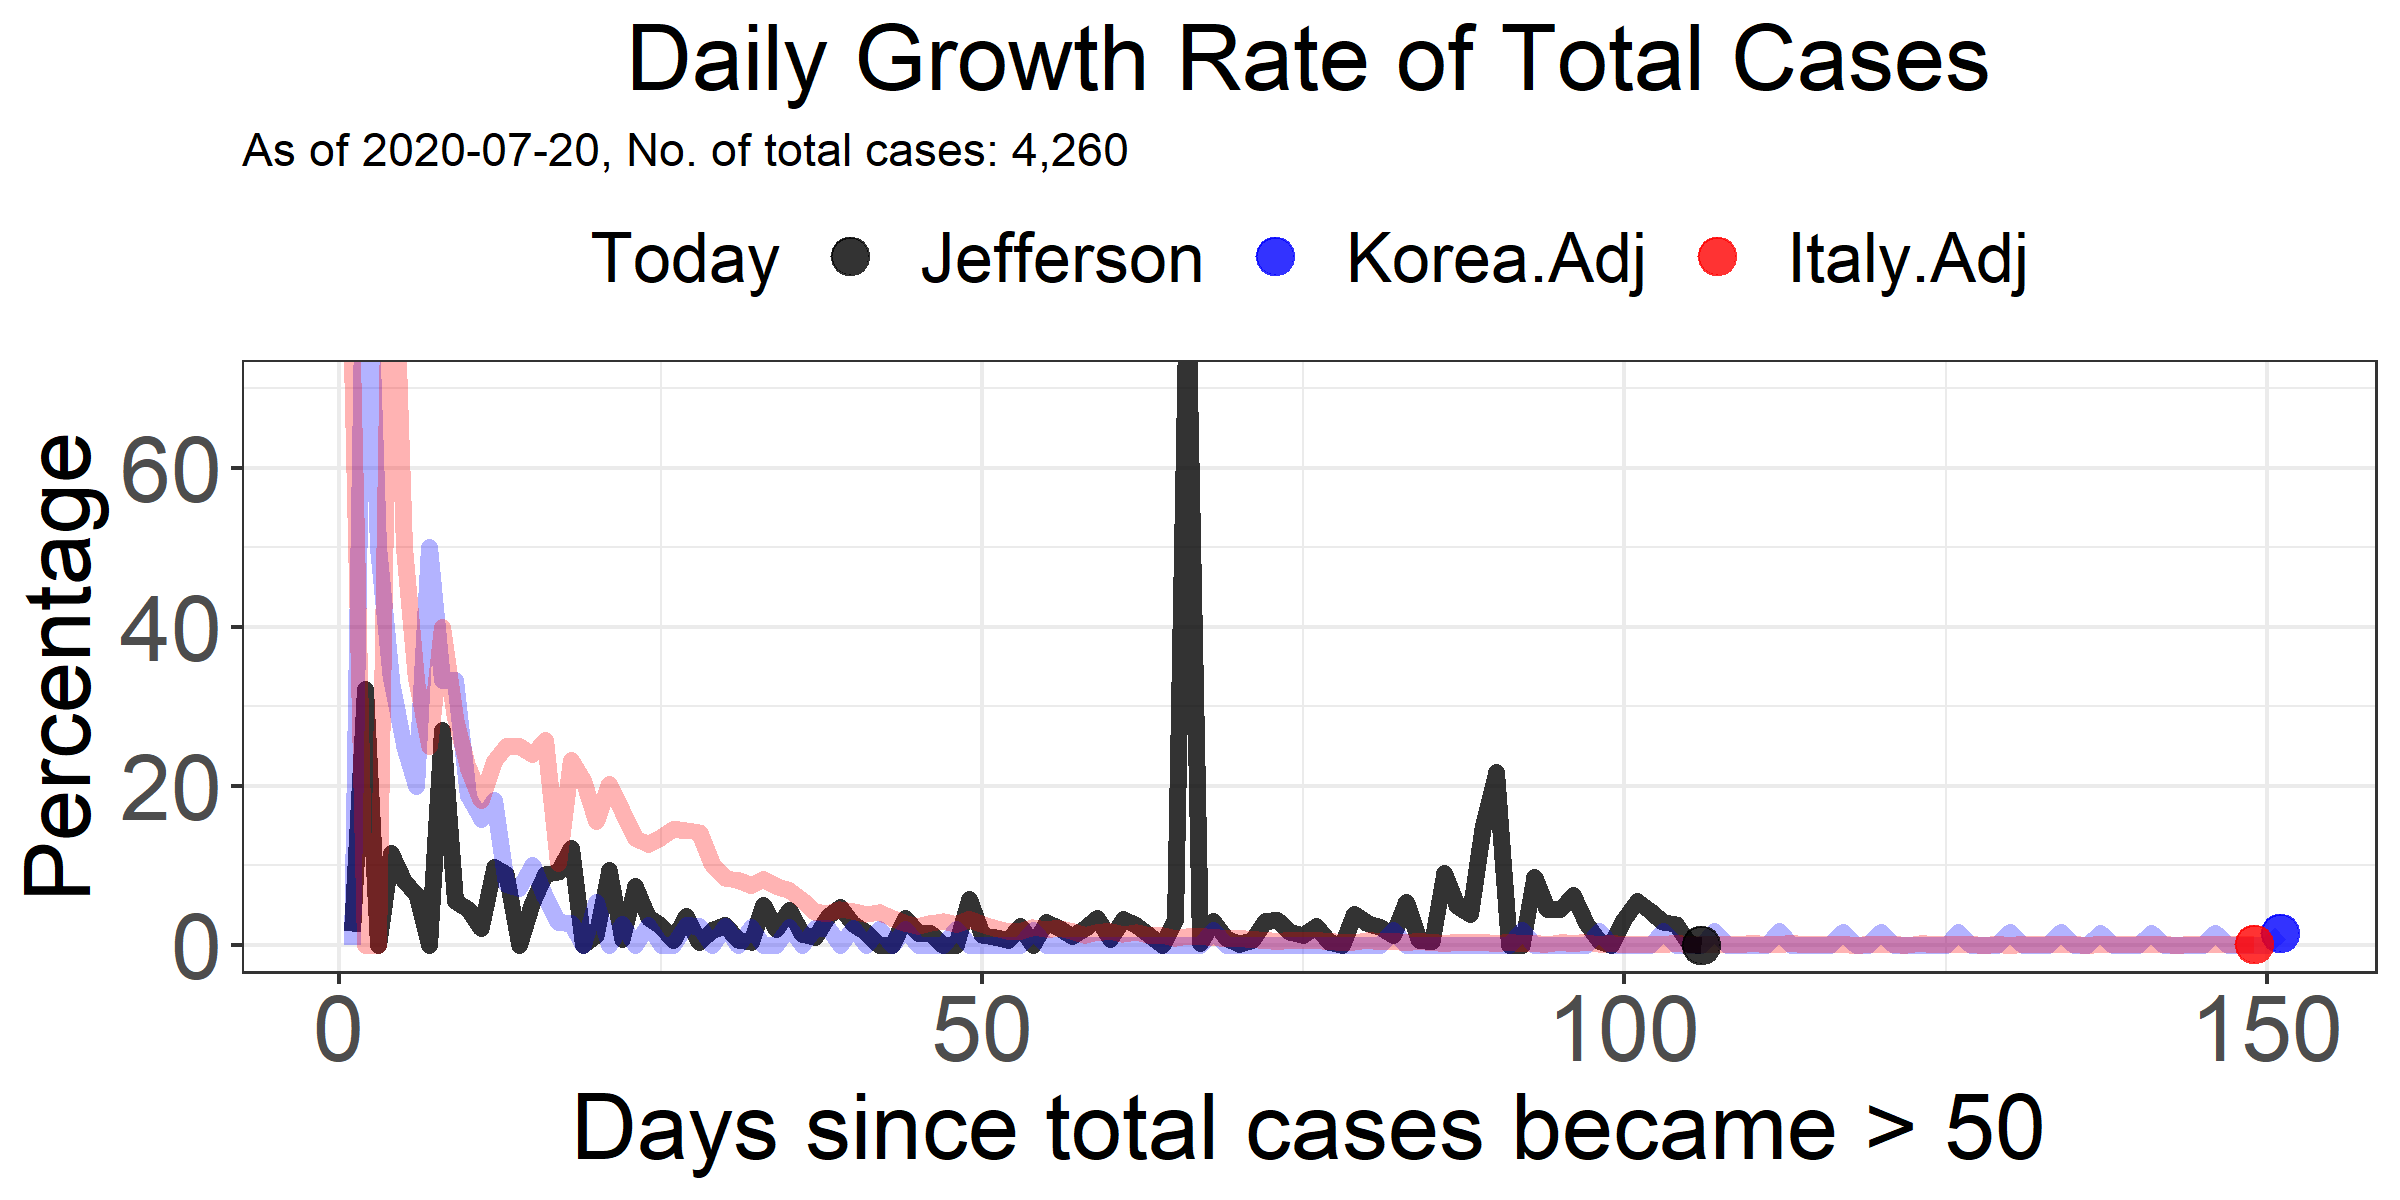 Daily Growth Rate of Total Cases
As of 2020-07-20, No. of total cases: 4,260
Today Jefferson Korea.Adj Italy.Adj
Percentage
60
40
20
0
0 50 100 150
Days since total cases became > 50